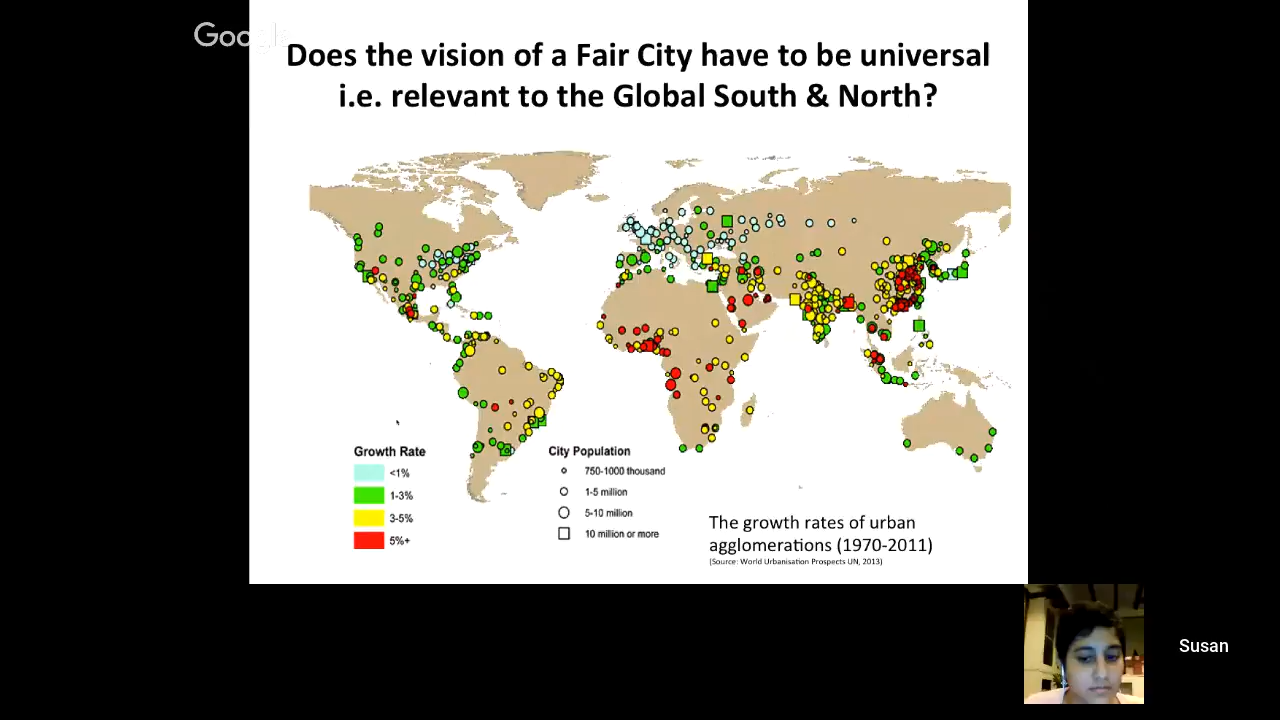 Google
Does the vision of a Fair City have to be universal
i.e. relevant to the Global South & North?
Growth Rate
<1%
1-3%
3-5%
5%+
City Population
750-1000 thousand
1-5 million
5-10 million
10 million or more
The growth rates of urban
agglomerations (1970-2011)
(Source: World Urbanisation Prospects UN, 2013)
Susan